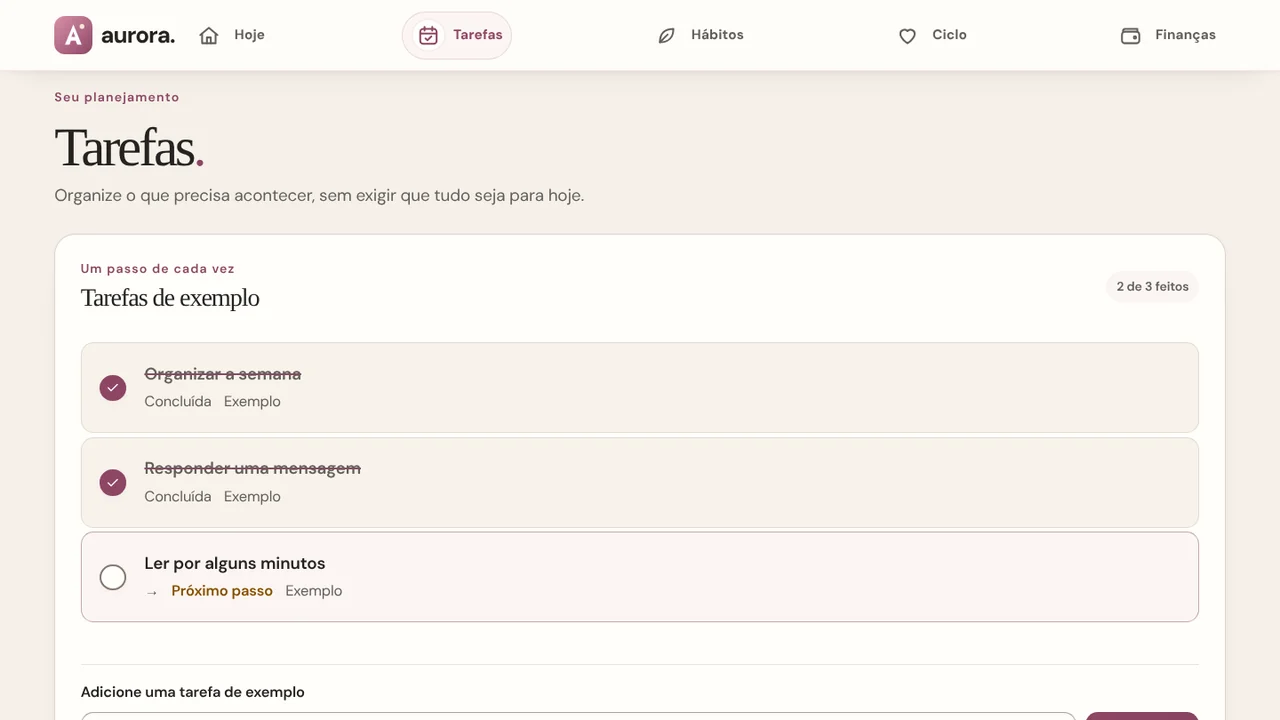 A aurora. Hoje Tarefas Hábitos Ciclo Finanças
Seu planejamento
Tarefas.
Organize o que precisa acontecer, sem exigir que tudo seja para hoje.
Um passo de cada vez
Tarefas de exemplo
2 de 3 feitos
Organizar a semana
Concluída Exemplo
Responder uma mensagem
Concluída Exemplo
Ler por alguns minutos
→ Próximo passo Exemplo
Adicione uma tarefa de exemplo